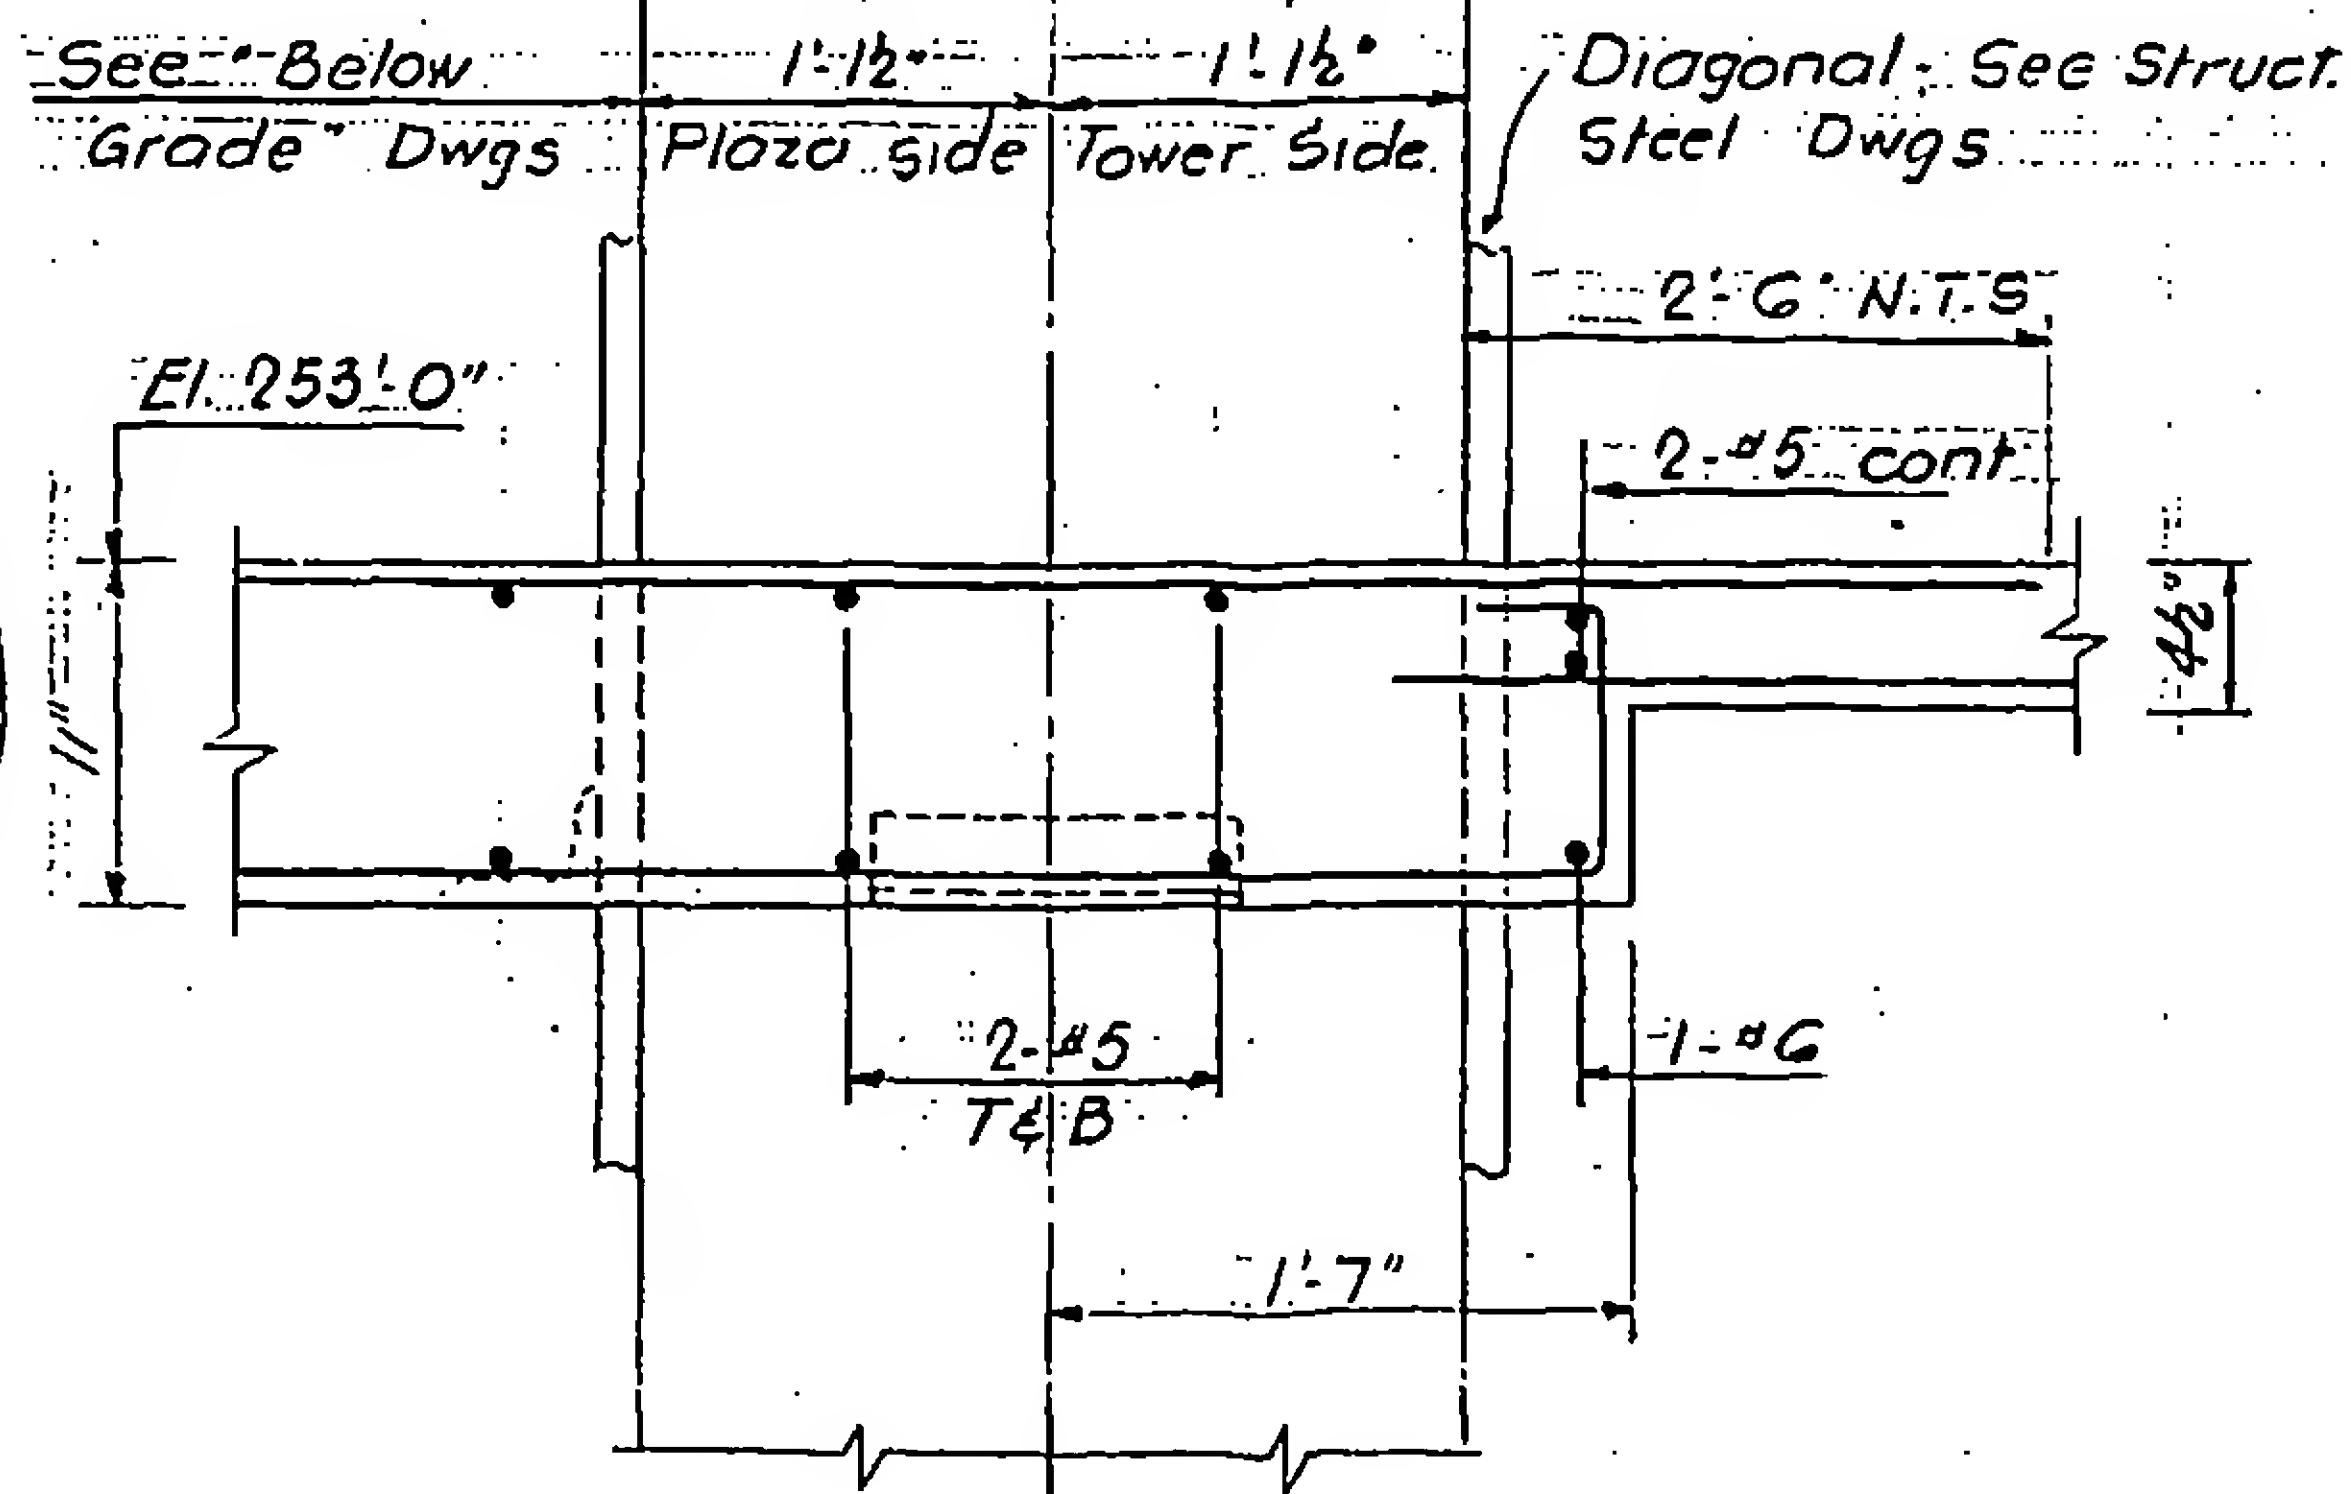 See "Below
Grade" Dwgs
1'-1½"
Plaza Side
1'-1½"
Tower Side
Diagonal - See Struct.
Steel Dwgs
2'-6" N.T.S
El. 253'-0"
2-#5 cont
11"
4½"
2-#5
T&B
1-#6
1'-7"